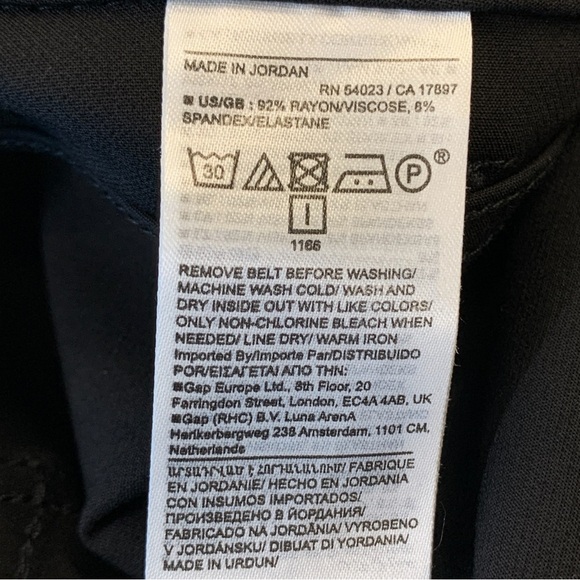 MADE IN JORDAN
RN 54023 / CA 17897
US/GB : 92% RAYON/VISCOSE, 8%
SPANDEX/ELASTANE
30 P ®
1166
REMOVE BELT BEFORE WASHING/
MACHINE WASH COLD/ WASH AND
DRY INSIDE OUT WITH LIKE COLORS/
ONLY NON-CHLORINE BLEACH WHEN
NEEDED/ LINE DRY/ WARM IRON
Imported By/Importe Par/DISTRIBUIDO
POR/ΕΙΣΑΓΕΤΑΙ ΑΠΟ ΤΗΝ:
Gap Europe Ltd., 8th Floor, 20
Farringdon Street, London, EC4A 4AB, UK
Gap (RHC) B.V. Luna ArenA
Herikerbergweg 238 Amsterdam, 1101 CM,
Netherlands
ԱՐՏԱԴՐՎԱԾ Է ՀՈՐԴԱՆԱՆՈՒՄ/ FABRIQUE
EN JORDANIE/ HECHO EN JORDANIA
CON INSUMOS IMPORTADOS/
ПРОИЗВЕДЕНО В ИОРДАНИЯ/
FABRICADO NA JORDÂNIA/ VYROBENO
V JORDÁNSKU/ DIBUAT DI YORDANIA/
MADE IN URDUN/